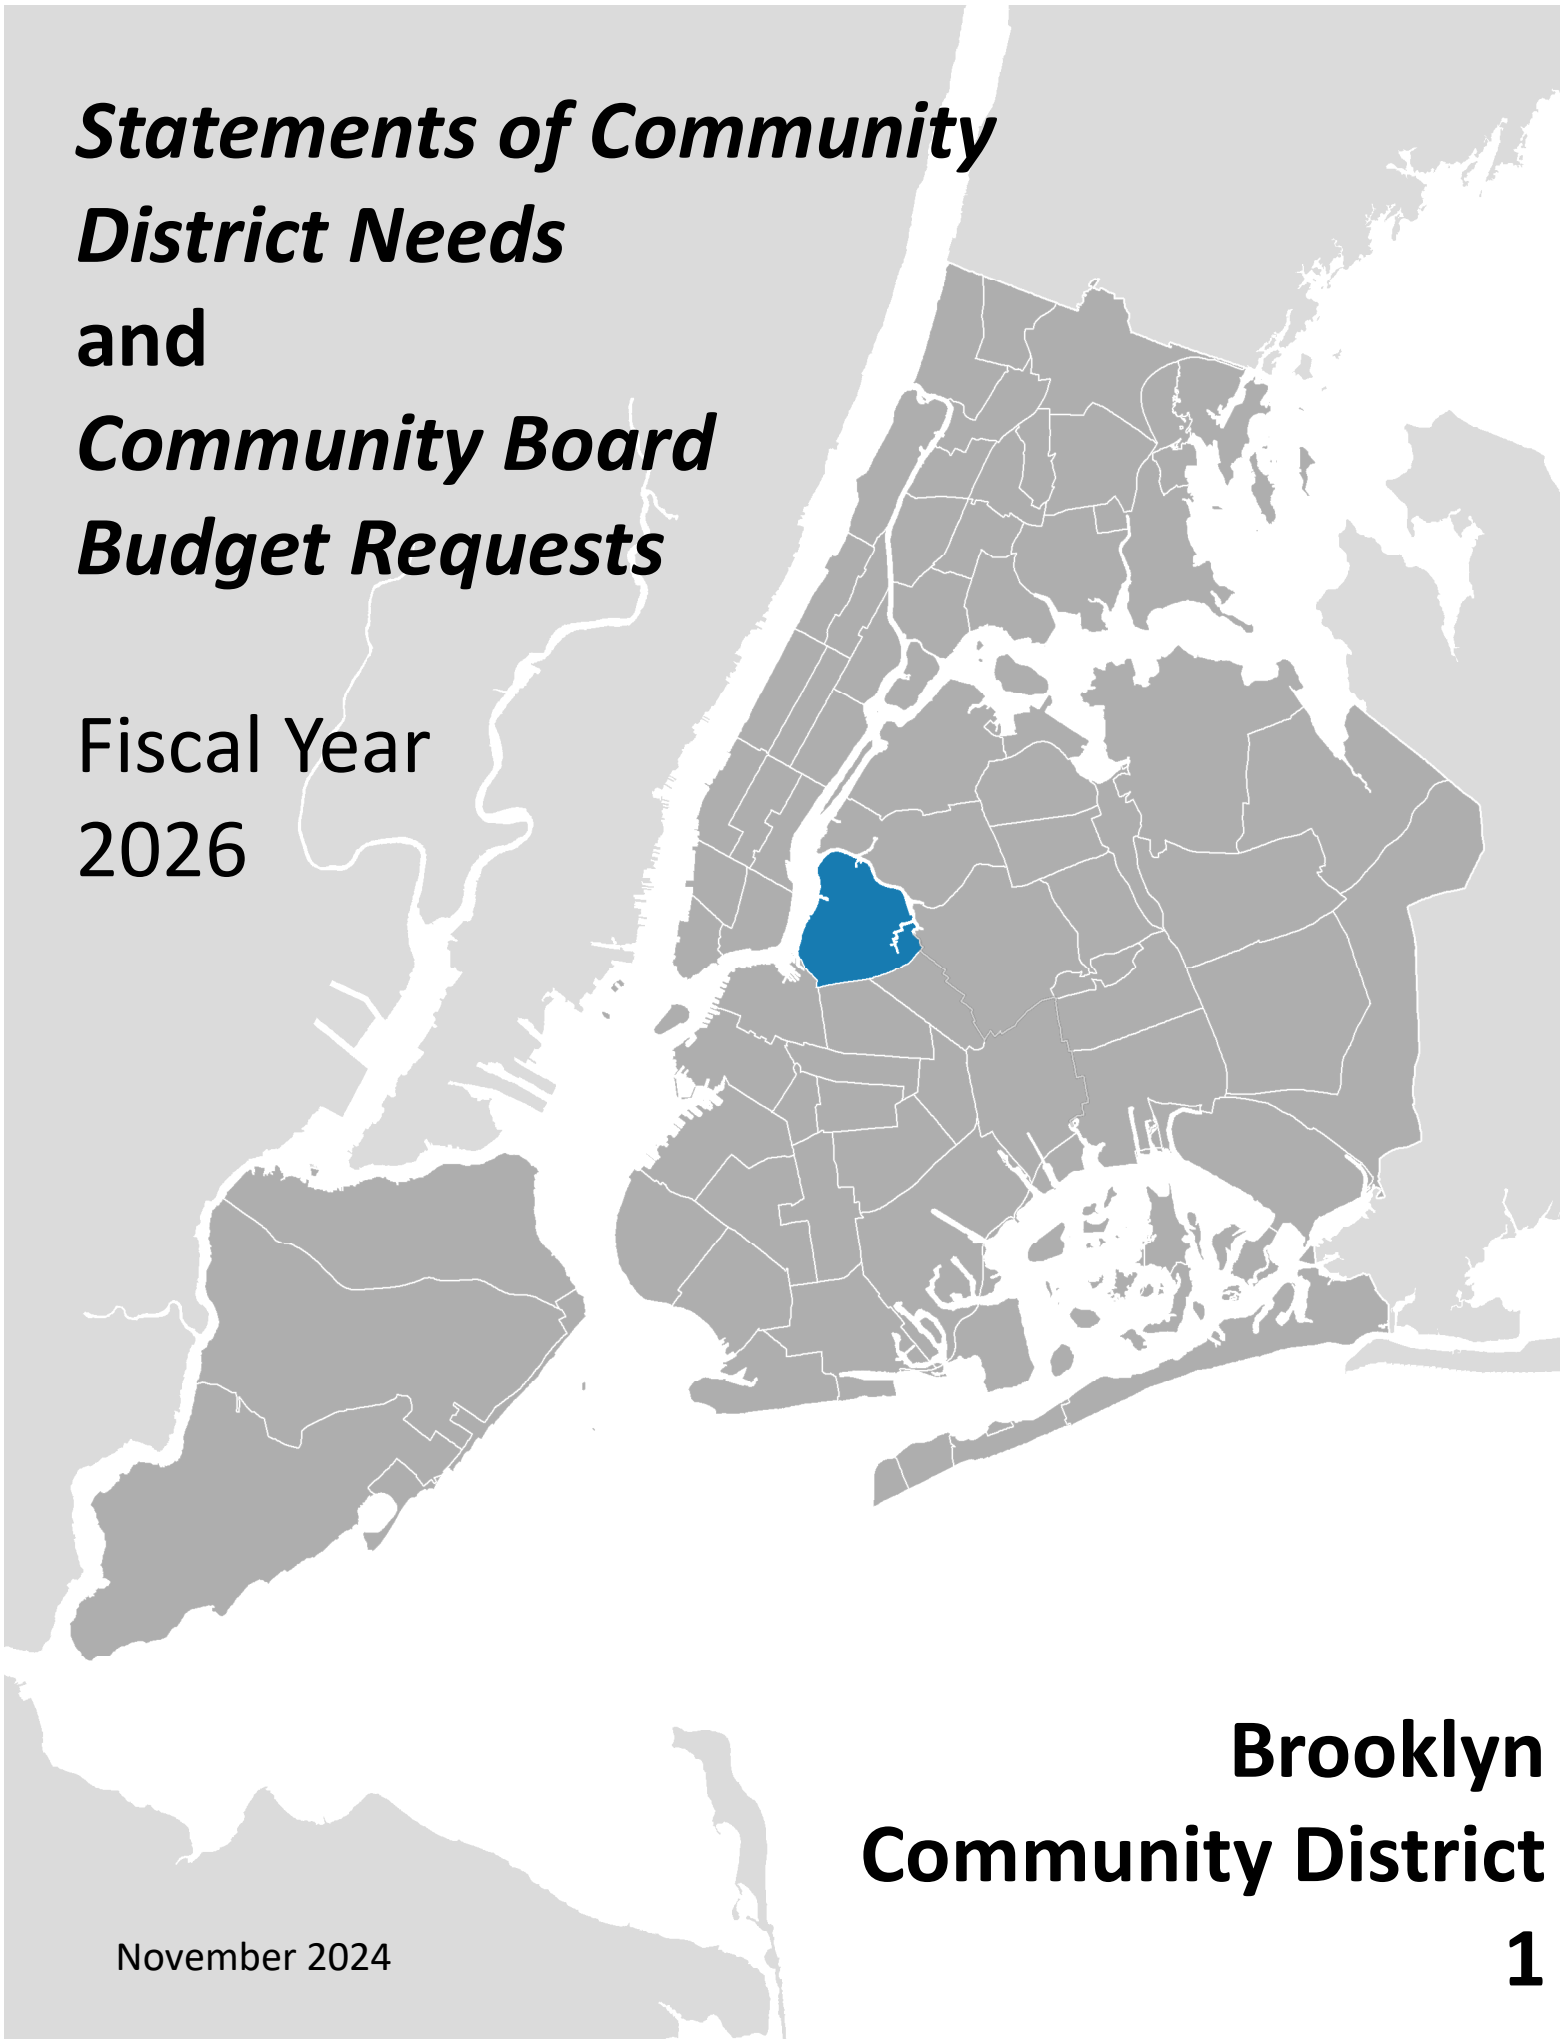 Statements of Community
District Needs
and
Community Board
Budget Requests
Fiscal Year
2026
Brooklyn
Community District
1
November 2024